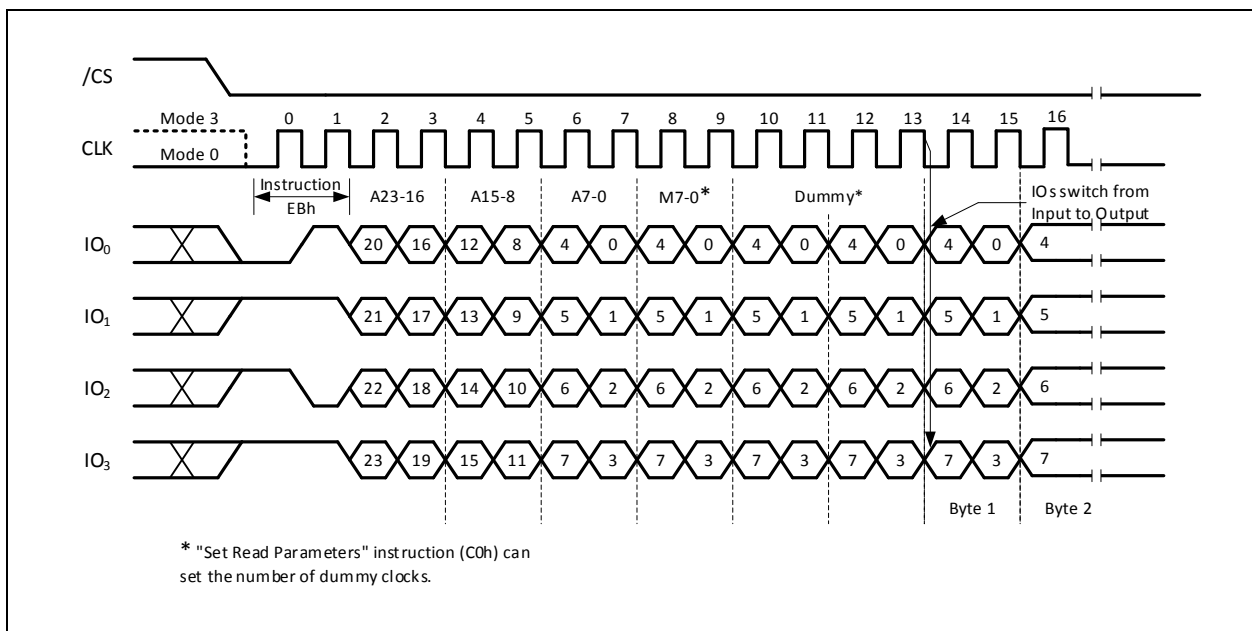 /CS
Mode 3
0 1 2 3 4 5 6 7 8 9 10 11 12 13 14 15 16
CLK
Mode 0
Instruction
EBh
A23-16 A15-8 A7-0 M7-0* Dummy*
IOs switch from
Input to Output
IO0 20 16 12 8 4 0 4 0 4 0 4 0 4 0 4
IO1 21 17 13 9 5 1 5 1 5 1 5 1 5 1 5
IO2 22 18 14 10 6 2 6 2 6 2 6 2 6 2 6
IO3 23 19 15 11 7 3 7 3 7 3 7 3 7 3 7
Byte 1 Byte 2
* "Set Read Parameters" instruction (C0h) can
set the number of dummy clocks.